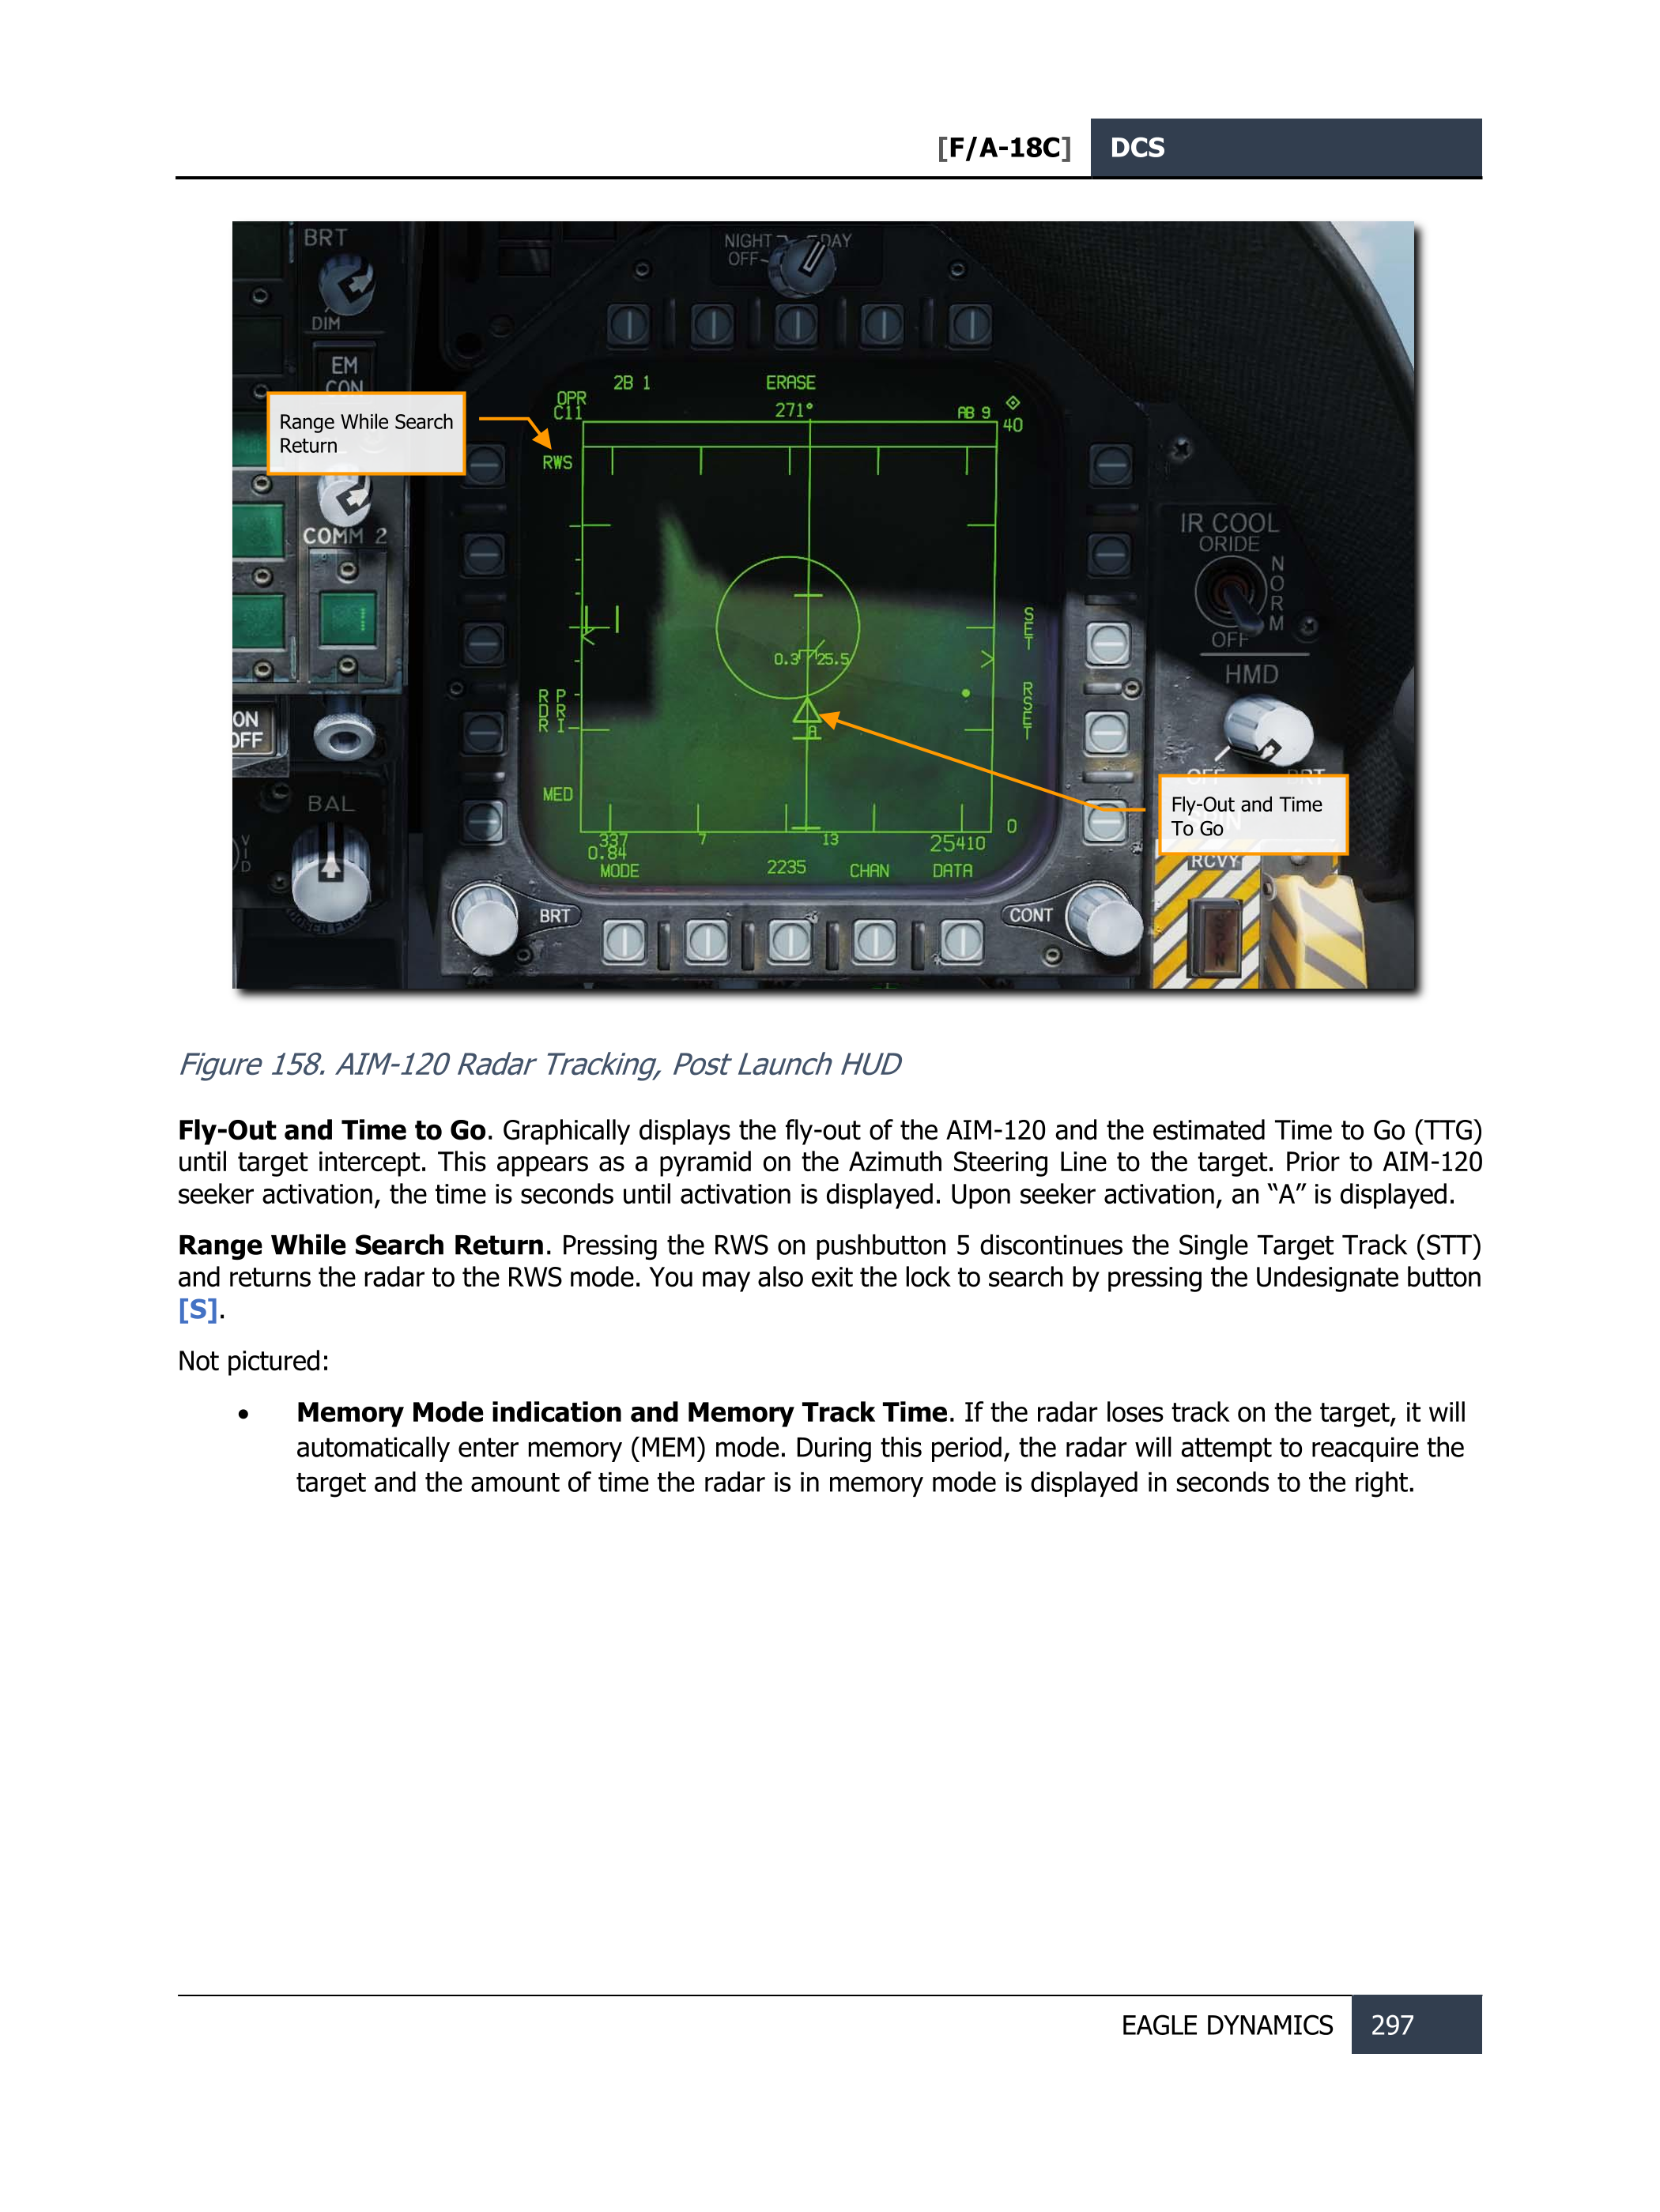 [F/A-18C] DCS
BRT
DIM
EM
CON
NIGHT DAY
OFF
2B 1 ERASE
OPR
C11 271° AB 9
40
Range While Search
Return
RWS
COMM 2
IR COOL
ORIDE
NORM
OFF
HMD
SET
0.3 25.5
RDR PRI
RSET
A
ON
OFF
OFF BRT
BAL
VID
MED
Fly-Out and Time
To Go
0
337 7 13 25410
0.84
MODE 2235 CHAN DATA
RCVY
BRT CONT
Figure 158. AIM-120 Radar Tracking, Post Launch HUD
Fly-Out and Time to Go. Graphically displays the fly-out of the AIM-120 and the estimated Time to Go (TTG)
until target intercept. This appears as a pyramid on the Azimuth Steering Line to the target. Prior to AIM-120
seeker activation, the time is seconds until activation is displayed. Upon seeker activation, an “A” is displayed.
Range While Search Return. Pressing the RWS on pushbutton 5 discontinues the Single Target Track (STT)
and returns the radar to the RWS mode. You may also exit the lock to search by pressing the Undesignate button
[S].
Not pictured:
• Memory Mode indication and Memory Track Time. If the radar loses track on the target, it will
automatically enter memory (MEM) mode. During this period, the radar will attempt to reacquire the
target and the amount of time the radar is in memory mode is displayed in seconds to the right.
EAGLE DYNAMICS 297